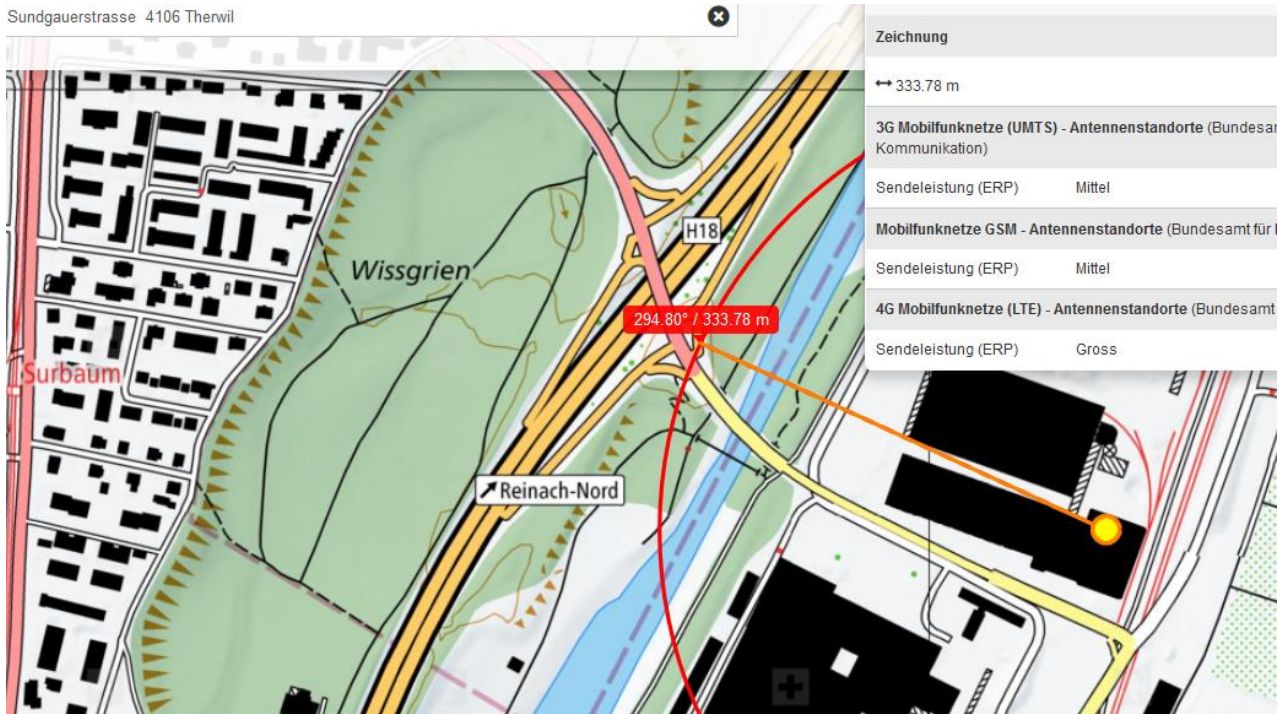 Sundgauerstrasse 4106 Therwil
Zeichnung
333.78 m
3G Mobilfunknetze (UMTS) - Antennenstandorte (Bundesa
Kommunikation)
Sendeleistung (ERP) Mittel
Mobilfunknetze GSM - Antennenstandorte (Bundesamt für
Sendeleistung (ERP) Mittel
4G Mobilfunknetze (LTE) - Antennenstandorte (Bundesamt
Sendeleistung (ERP) Gross
H18
Wissgrien
294.80° / 333.78 m
Surbaum
Reinach-Nord